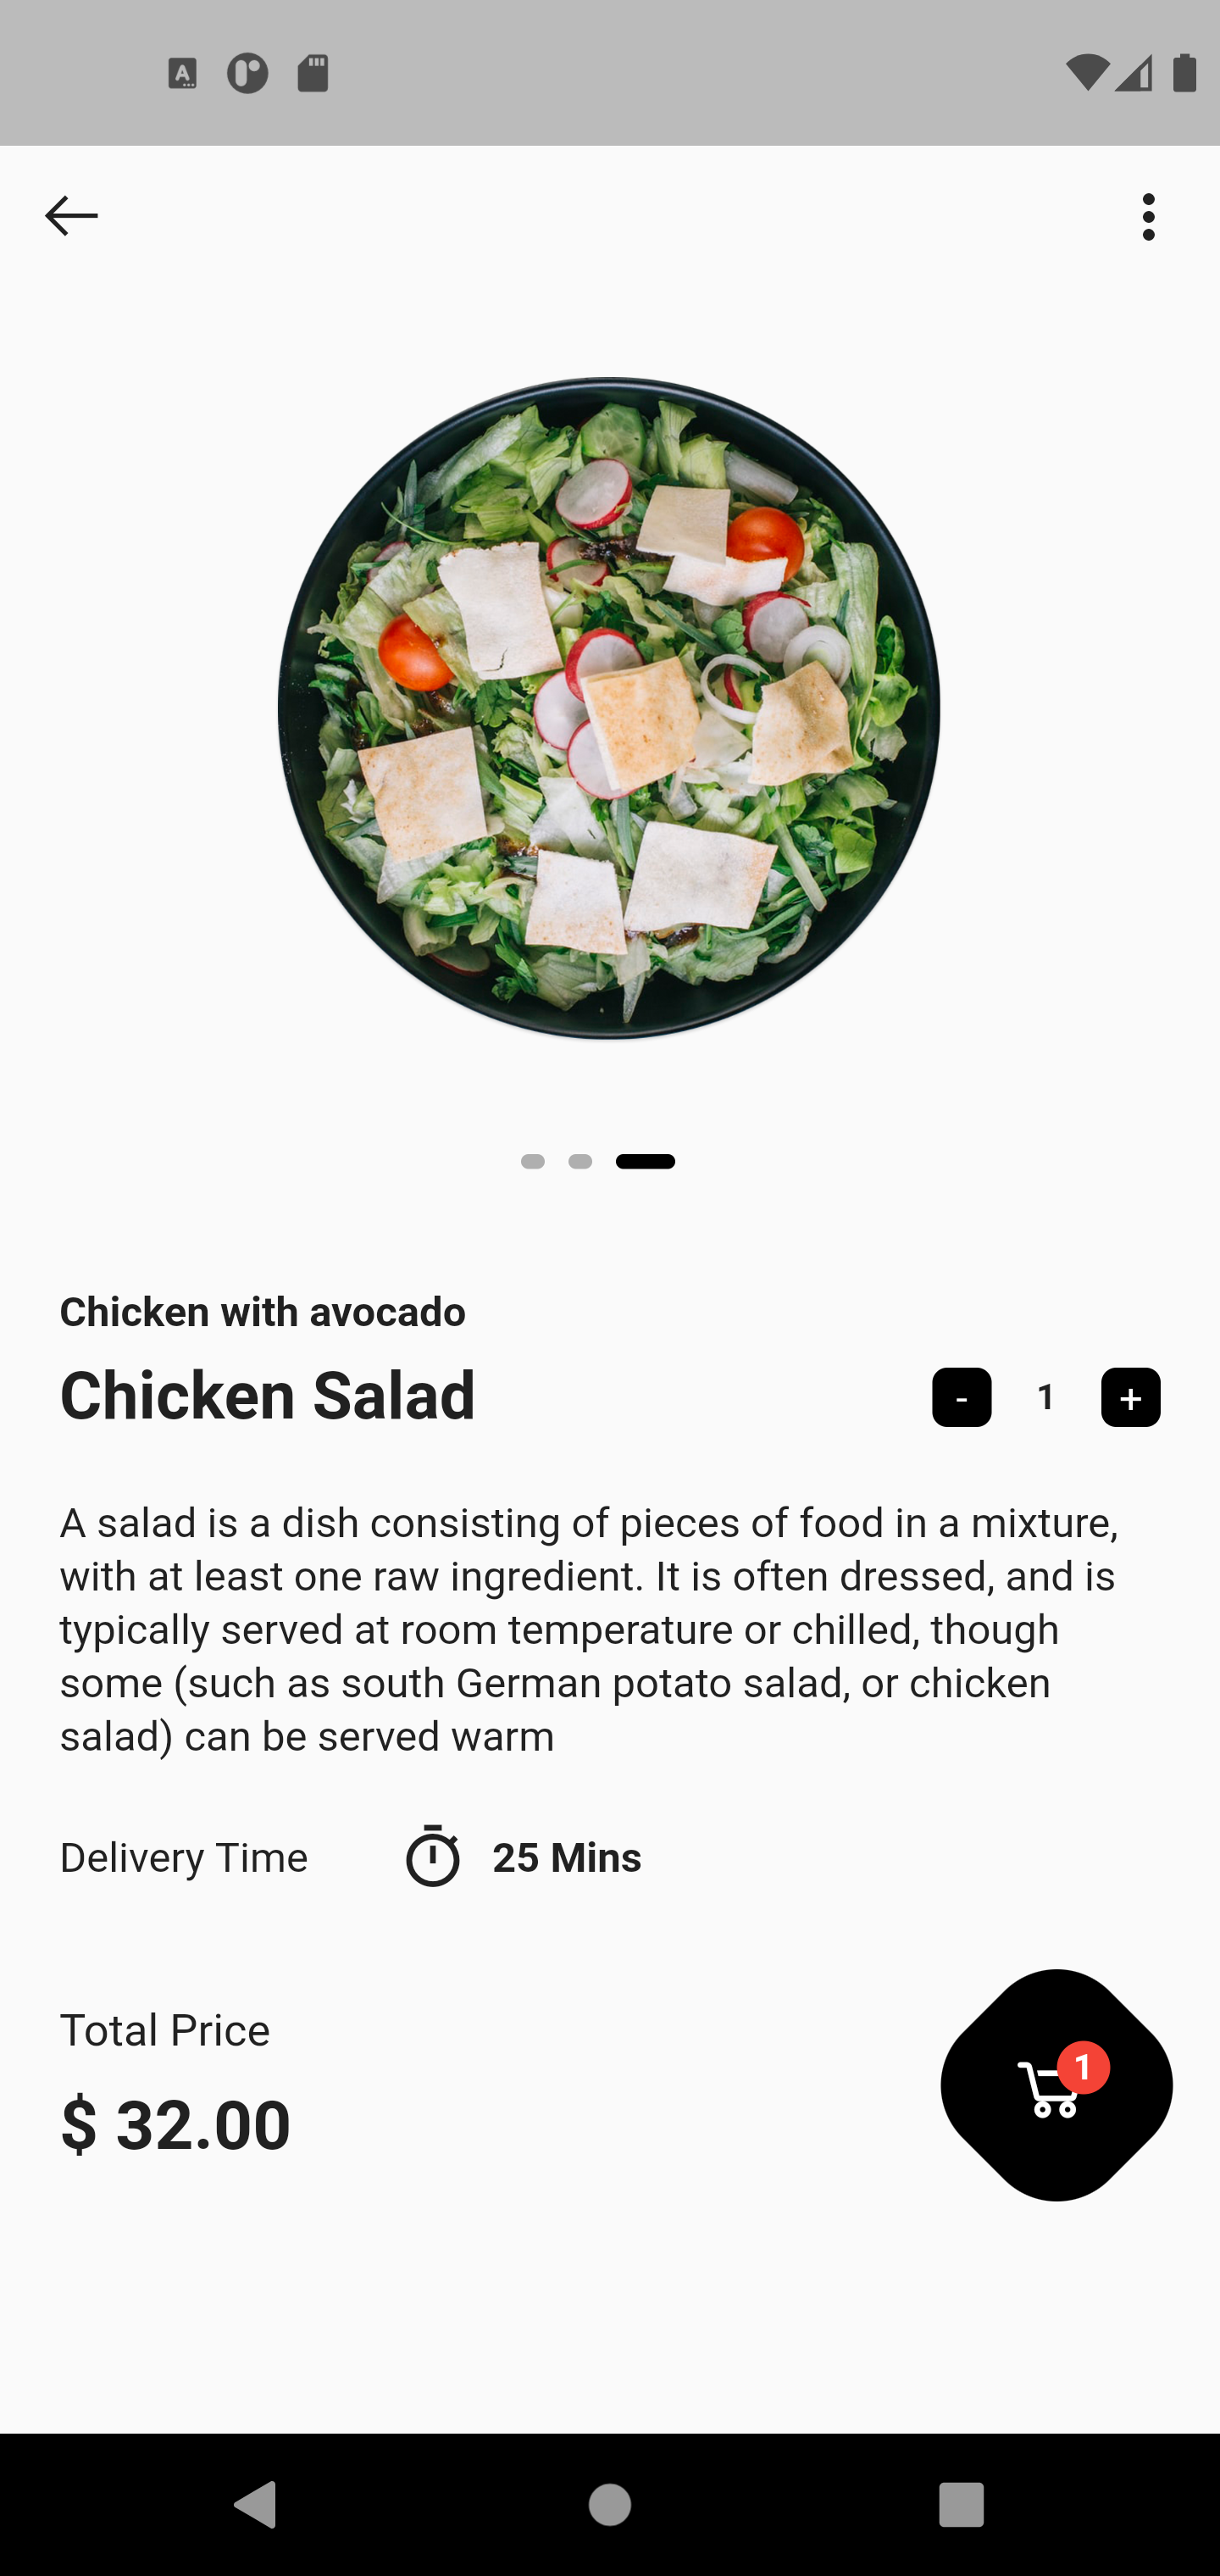 Chicken with avocado
Chicken Salad
- 1 +
A salad is a dish consisting of pieces of food in a mixture,
with at least one raw ingredient. It is often dressed, and is
typically served at room temperature or chilled, though
some (such as south German potato salad, or chicken
salad) can be served warm
Delivery Time 25 Mins
Total Price
1
$ 32.00